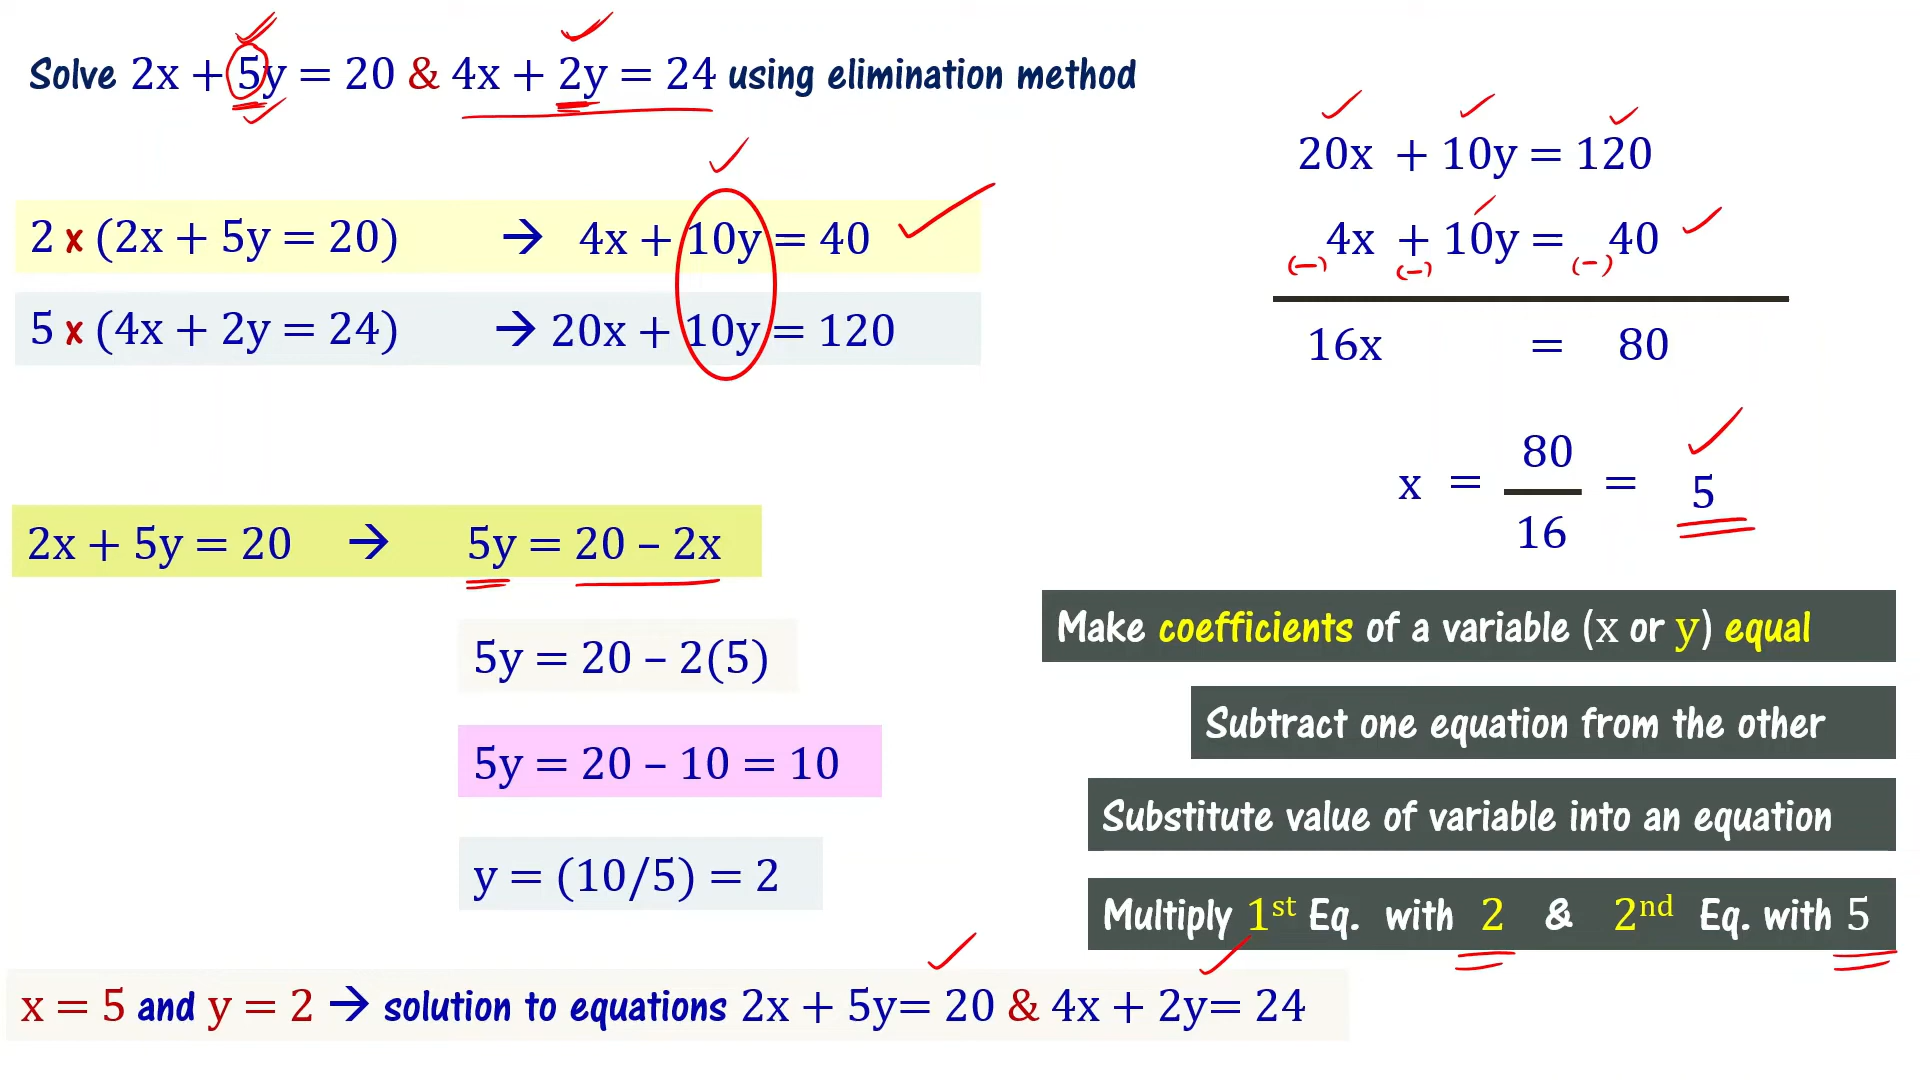 Solve 2x + 5y = 20 & 4x + 2y = 24 using elimination method
2 x (2x + 5y = 20) → 4x + 10y = 40
5 x (4x + 2y = 24) → 20x + 10y = 120
20x + 10y = 120
4x + 10y = 40
(−) (−) (−)
16x = 80
x = 80/16 = 5
2x + 5y = 20 → 5y = 20 – 2x
5y = 20 – 2(5)
5y = 20 – 10 = 10
y = (10/5) = 2
Make coefficients of a variable (x or y) equal
Subtract one equation from the other
Substitute value of variable into an equation
Multiply 1st Eq. with 2 & 2nd Eq. with 5
x = 5 and y = 2 → solution to equations 2x + 5y= 20 & 4x + 2y= 24